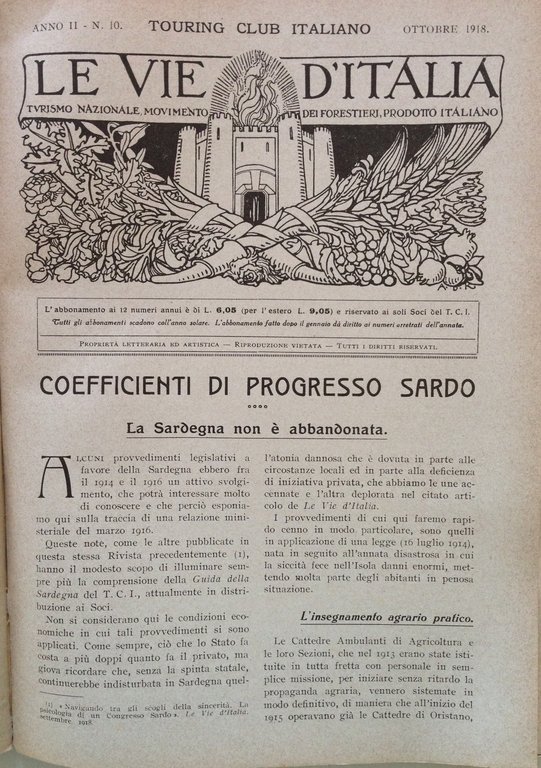 ANNO II - N. 10.
TOURING CLUB ITALIANO
OTTOBRE 1918.
LE VIE D'ITALIA
TVRISMO NAZIONALE, MOVIMENTO DEI FORESTIERI, PRODOTTO ITALIANO
L'abbonamento ai 12 numeri annui è di L. 6,05 (per l'estero L. 9,05) e riservato ai soli Soci del T. C. I.
Tutti gli abbonamenti scadono coll'anno solare. L'abbonamento fatto dopo il gennaio dà diritto ai numeri arretrati dell'annata.
PROPRIETÀ LETTERARIA ED ARTISTICA — RIPRODUZIONE VIETATA — TUTTI I DIRITTI RISERVATI.
COEFFICIENTI DI PROGRESSO SARDO
La Sardegna non è abbandonata.
ALCUNI provvedimenti legislativi a
favore della Sardegna ebbero fra
il 1914 e il 1916 un attivo svolgi-
mento, che potrà interessare molto
di conoscere e che perciò esponia-
mo qui sulla traccia di una relazione mini-
steriale del marzo 1916.
Queste note, come le altre pubblicate in
questa stessa Rivista precedentemente (1),
hanno il modesto scopo di illuminare sem-
pre più la comprensione della Guida della
Sardegna del T. C. I., attualmente in distri-
buzione ai Soci.
Non si considerano qui le condizioni eco-
nomiche in cui tali provvedimenti si sono
applicati. Come sempre, ciò che lo Stato fa
costa a più doppi quanto fa il privato, ma
giova ricordare che, senza la spinta statale,
continuerebbe indisturbata in Sardegna quel-
(1) « Navigando tra gli scogli della sincerità. La
psicologia di un Congresso Sardo ». Le Vie d'Italia,
settembre, 1918.
l'atonia dannosa che è dovuta in parte alle
circostanze locali ed in parte alla deficienza
di iniziativa privata, che abbiamo le une ac-
cennate e l'altra deplorata nel citato arti-
colo de Le Vie d'Italia.
I provvedimenti di cui qui faremo rapi-
do cenno in modo particolare, sono quelli
in applicazione di una legge (16 luglio 1914),
nata in seguito all'annata disastrosa in cui
la siccità fece nell'Isola danni enormi, met-
tendo molta parte degli abitanti in penosa
situazione.
L'insegnamento agrario pratico.
Le Cattedre Ambulanti di Agricoltura e
le loro Sezioni, che nel 1913 erano state isti-
tuite in tutta fretta con personale in sem-
plice missione, per iniziare senza ritardo la
propaganda agraria, vennero sistemate in
modo definitivo, di maniera che all'inizio del
1915 operavano già le Cattedre di Oristano,